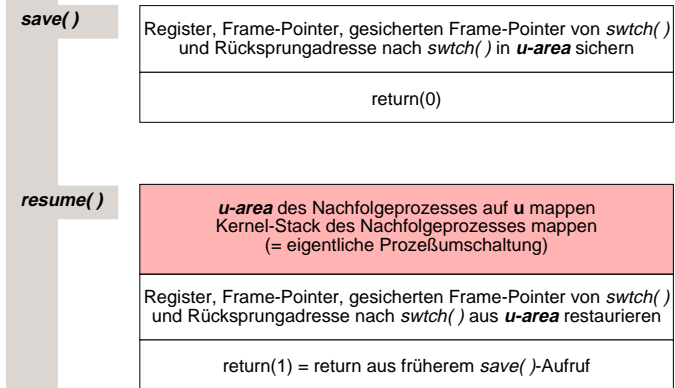 save( )
Register, Frame-Pointer, gesicherten Frame-Pointer von swtch( )
und Rücksprungadresse nach swtch( ) in u-area sichern
return(0)
resume( )
u-area des Nachfolgeprozesses auf u mappen
Kernel-Stack des Nachfolgeprozesses mappen
(= eigentliche Prozeßumschaltung)
Register, Frame-Pointer, gesicherten Frame-Pointer von swtch( )
und Rücksprungadresse nach swtch( ) aus u-area restaurieren
return(1) = return aus früherem save( )-Aufruf